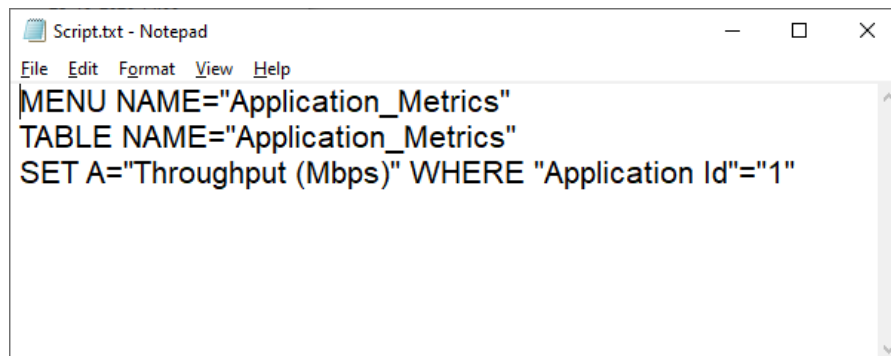 Script.txt - Notepad
File Edit Format View Help
MENU NAME="Application_Metrics"
TABLE NAME="Application_Metrics"
SET A="Throughput (Mbps)" WHERE "Application Id"="1"